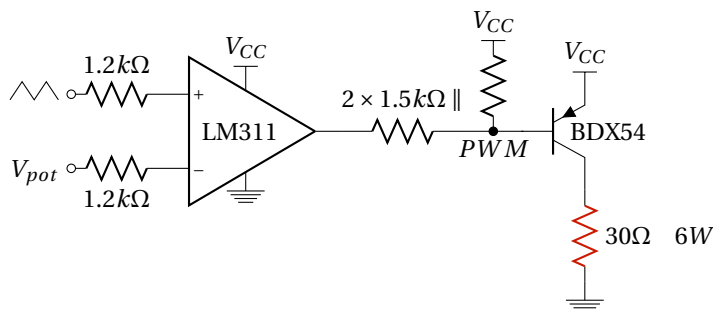 V_CC
V_CC
V_CC
1.2kΩ
2 × 1.5kΩ ||
+
LM311
BDX54
PWM
V_pot
−
1.2kΩ
30Ω 6W